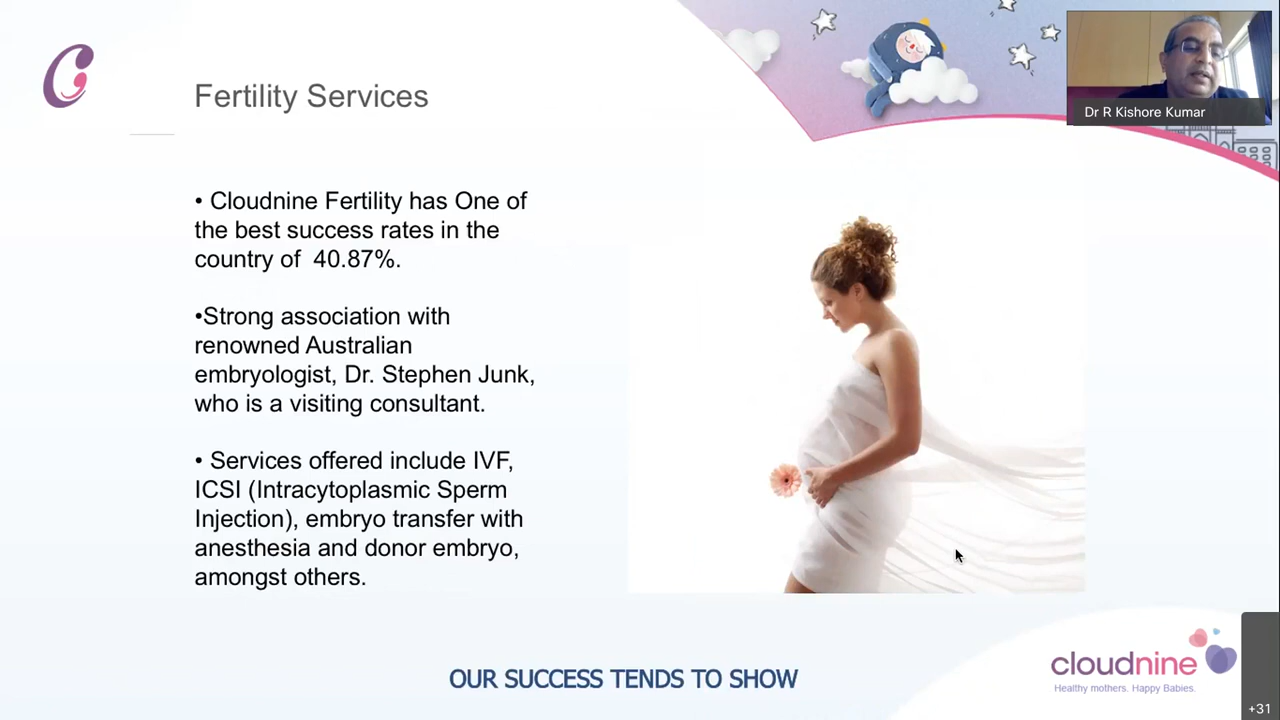 Fertility Services
Dr R Kishore Kumar
• Cloudnine Fertility has One of
the best success rates in the
country of  40.87%.
•Strong association with
renowned Australian
embryologist, Dr. Stephen Junk,
who is a visiting consultant.
• Services offered include IVF,
ICSI (Intracytoplasmic Sperm
Injection), embryo transfer with
anesthesia and donor embryo,
amongst others.
OUR SUCCESS TENDS TO SHOW
cloudnine
Healthy mothers. Happy Babies.
+31